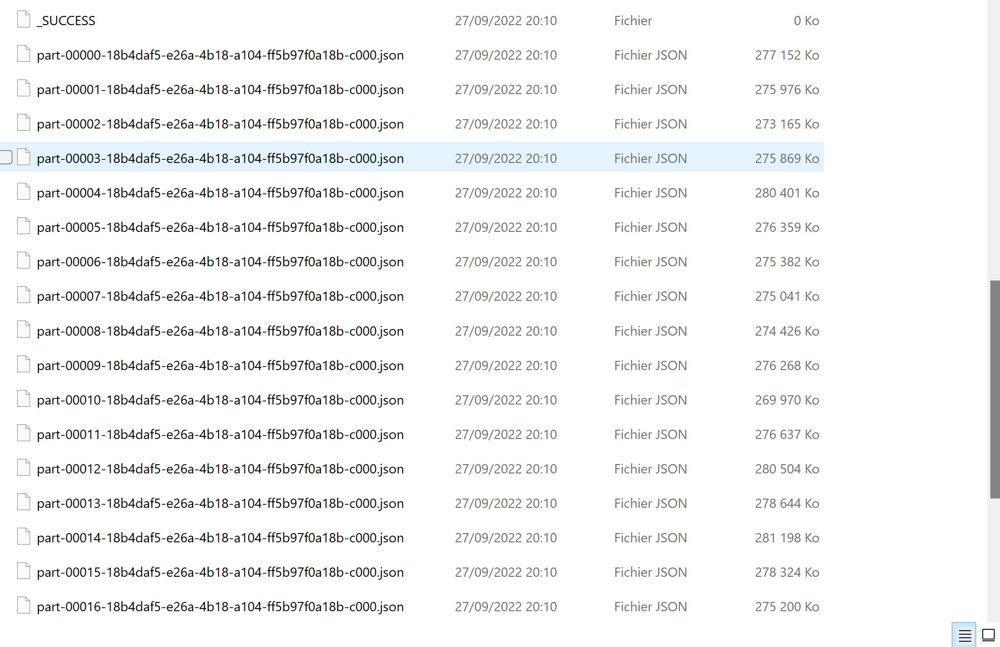 _SUCCESS 27/09/2022 20:10 Fichier 0 Ko
part-00000-18b4daf5-e26a-4b18-a104-ff5b97f0a18b-c000.json 27/09/2022 20:10 Fichier JSON 277 152 Ko
part-00001-18b4daf5-e26a-4b18-a104-ff5b97f0a18b-c000.json 27/09/2022 20:10 Fichier JSON 275 976 Ko
part-00002-18b4daf5-e26a-4b18-a104-ff5b97f0a18b-c000.json 27/09/2022 20:10 Fichier JSON 273 165 Ko
part-00003-18b4daf5-e26a-4b18-a104-ff5b97f0a18b-c000.json 27/09/2022 20:10 Fichier JSON 275 869 Ko
part-00004-18b4daf5-e26a-4b18-a104-ff5b97f0a18b-c000.json 27/09/2022 20:10 Fichier JSON 280 401 Ko
part-00005-18b4daf5-e26a-4b18-a104-ff5b97f0a18b-c000.json 27/09/2022 20:10 Fichier JSON 276 359 Ko
part-00006-18b4daf5-e26a-4b18-a104-ff5b97f0a18b-c000.json 27/09/2022 20:10 Fichier JSON 275 382 Ko
part-00007-18b4daf5-e26a-4b18-a104-ff5b97f0a18b-c000.json 27/09/2022 20:10 Fichier JSON 275 041 Ko
part-00008-18b4daf5-e26a-4b18-a104-ff5b97f0a18b-c000.json 27/09/2022 20:10 Fichier JSON 274 426 Ko
part-00009-18b4daf5-e26a-4b18-a104-ff5b97f0a18b-c000.json 27/09/2022 20:10 Fichier JSON 276 268 Ko
part-00010-18b4daf5-e26a-4b18-a104-ff5b97f0a18b-c000.json 27/09/2022 20:10 Fichier JSON 269 970 Ko
part-00011-18b4daf5-e26a-4b18-a104-ff5b97f0a18b-c000.json 27/09/2022 20:10 Fichier JSON 276 637 Ko
part-00012-18b4daf5-e26a-4b18-a104-ff5b97f0a18b-c000.json 27/09/2022 20:10 Fichier JSON 280 504 Ko
part-00013-18b4daf5-e26a-4b18-a104-ff5b97f0a18b-c000.json 27/09/2022 20:10 Fichier JSON 278 644 Ko
part-00014-18b4daf5-e26a-4b18-a104-ff5b97f0a18b-c000.json 27/09/2022 20:10 Fichier JSON 281 198 Ko
part-00015-18b4daf5-e26a-4b18-a104-ff5b97f0a18b-c000.json 27/09/2022 20:10 Fichier JSON 278 324 Ko
part-00016-18b4daf5-e26a-4b18-a104-ff5b97f0a18b-c000.json 27/09/2022 20:10 Fichier JSON 275 200 Ko